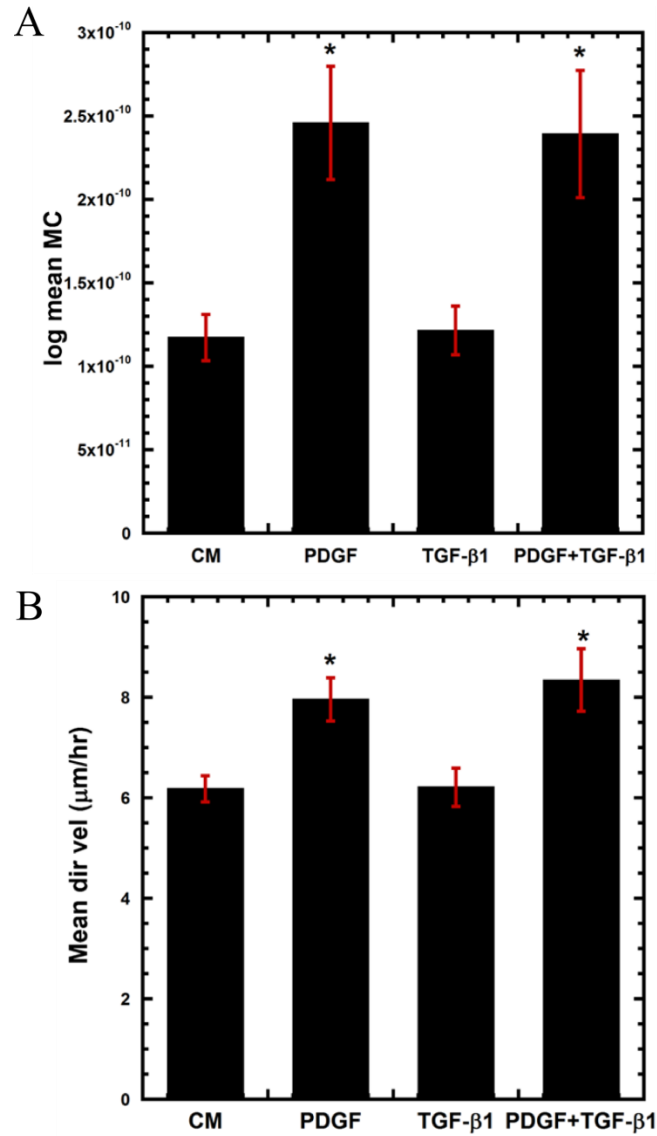 A
3x10⁻¹⁰
2.5x10⁻¹⁰
2x10⁻¹⁰
1.5x10⁻¹⁰
1x10⁻¹⁰
5x10⁻¹¹
0
log mean MC
* *
CM PDGF TGF-β1 PDGF+TGF-β1
B
10
8
6
4
2
0
Mean dir vel (μm/hr)
* *
CM PDGF TGF-β1 PDGF+TGF-β1